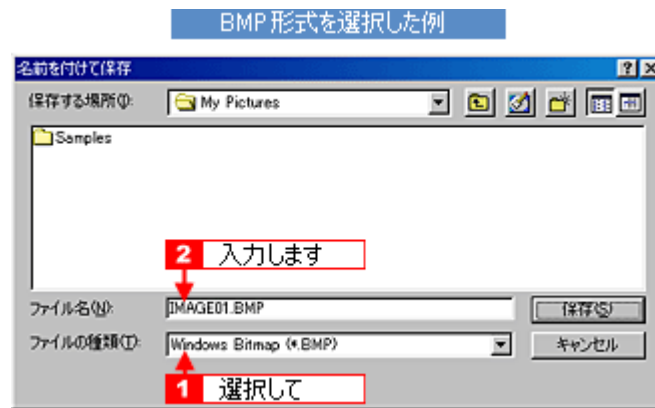 BMP形式を選択した例
名前を付けて保存
保存する場所(I):
My Pictures
Samples
2 入力します
ファイル名(N):
IMAGE01.BMP
保存(S)
ファイルの種類(T):
Windows Bitmap (*.BMP)
キャンセル
1 選択して